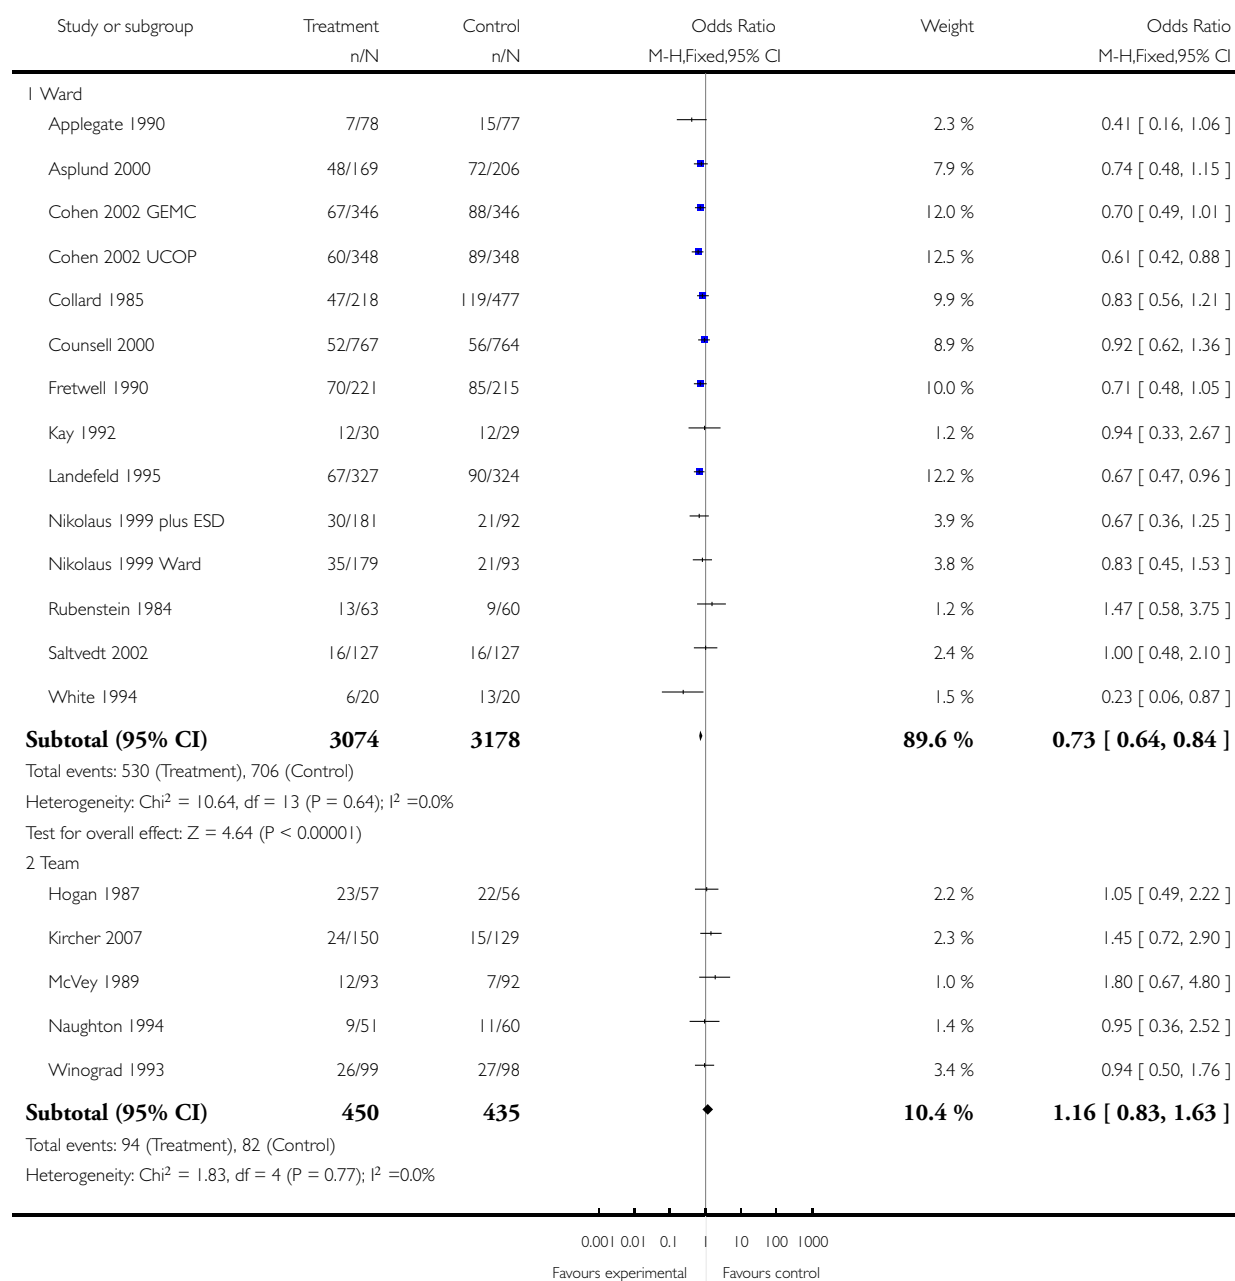 Study or subgroup Treatment Control Odds Ratio Weight Odds Ratio
n/N n/N M-H,Fixed,95% CI M-H,Fixed,95% CI
1 Ward
Applegate 1990 7/78 15/77 2.3 % 0.41 [ 0.16, 1.06 ]
Asplund 2000 48/169 72/206 7.9 % 0.74 [ 0.48, 1.15 ]
Cohen 2002 GEMC 67/346 88/346 12.0 % 0.70 [ 0.49, 1.01 ]
Cohen 2002 UCOP 60/348 89/348 12.5 % 0.61 [ 0.42, 0.88 ]
Collard 1985 47/218 119/477 9.9 % 0.83 [ 0.56, 1.21 ]
Counsell 2000 52/767 56/764 8.9 % 0.92 [ 0.62, 1.36 ]
Fretwell 1990 70/221 85/215 10.0 % 0.71 [ 0.48, 1.05 ]
Kay 1992 12/30 12/29 1.2 % 0.94 [ 0.33, 2.67 ]
Landefeld 1995 67/327 90/324 12.2 % 0.67 [ 0.47, 0.96 ]
Nikolaus 1999 plus ESD 30/181 21/92 3.9 % 0.67 [ 0.36, 1.25 ]
Nikolaus 1999 Ward 35/179 21/93 3.8 % 0.83 [ 0.45, 1.53 ]
Rubenstein 1984 13/63 9/60 1.2 % 1.47 [ 0.58, 3.75 ]
Saltvedt 2002 16/127 16/127 2.4 % 1.00 [ 0.48, 2.10 ]
White 1994 6/20 13/20 1.5 % 0.23 [ 0.06, 0.87 ]
Subtotal (95% CI) 3074 3178 89.6 % 0.73 [ 0.64, 0.84 ]
Total events: 530 (Treatment), 706 (Control)
Heterogeneity: Chi² = 10.64, df = 13 (P = 0.64); I² =0.0%
Test for overall effect: Z = 4.64 (P < 0.00001)
2 Team
Hogan 1987 23/57 22/56 2.2 % 1.05 [ 0.49, 2.22 ]
Kircher 2007 24/150 15/129 2.3 % 1.45 [ 0.72, 2.90 ]
McVey 1989 12/93 7/92 1.0 % 1.80 [ 0.67, 4.80 ]
Naughton 1994 9/51 11/60 1.4 % 0.95 [ 0.36, 2.52 ]
Winograd 1993 26/99 27/98 3.4 % 0.94 [ 0.50, 1.76 ]
Subtotal (95% CI) 450 435 10.4 % 1.16 [ 0.83, 1.63 ]
Total events: 94 (Treatment), 82 (Control)
Heterogeneity: Chi² = 1.83, df = 4 (P = 0.77); I² =0.0%
0.001 0.01 0.1 1 10 100 1000
Favours experimental Favours control